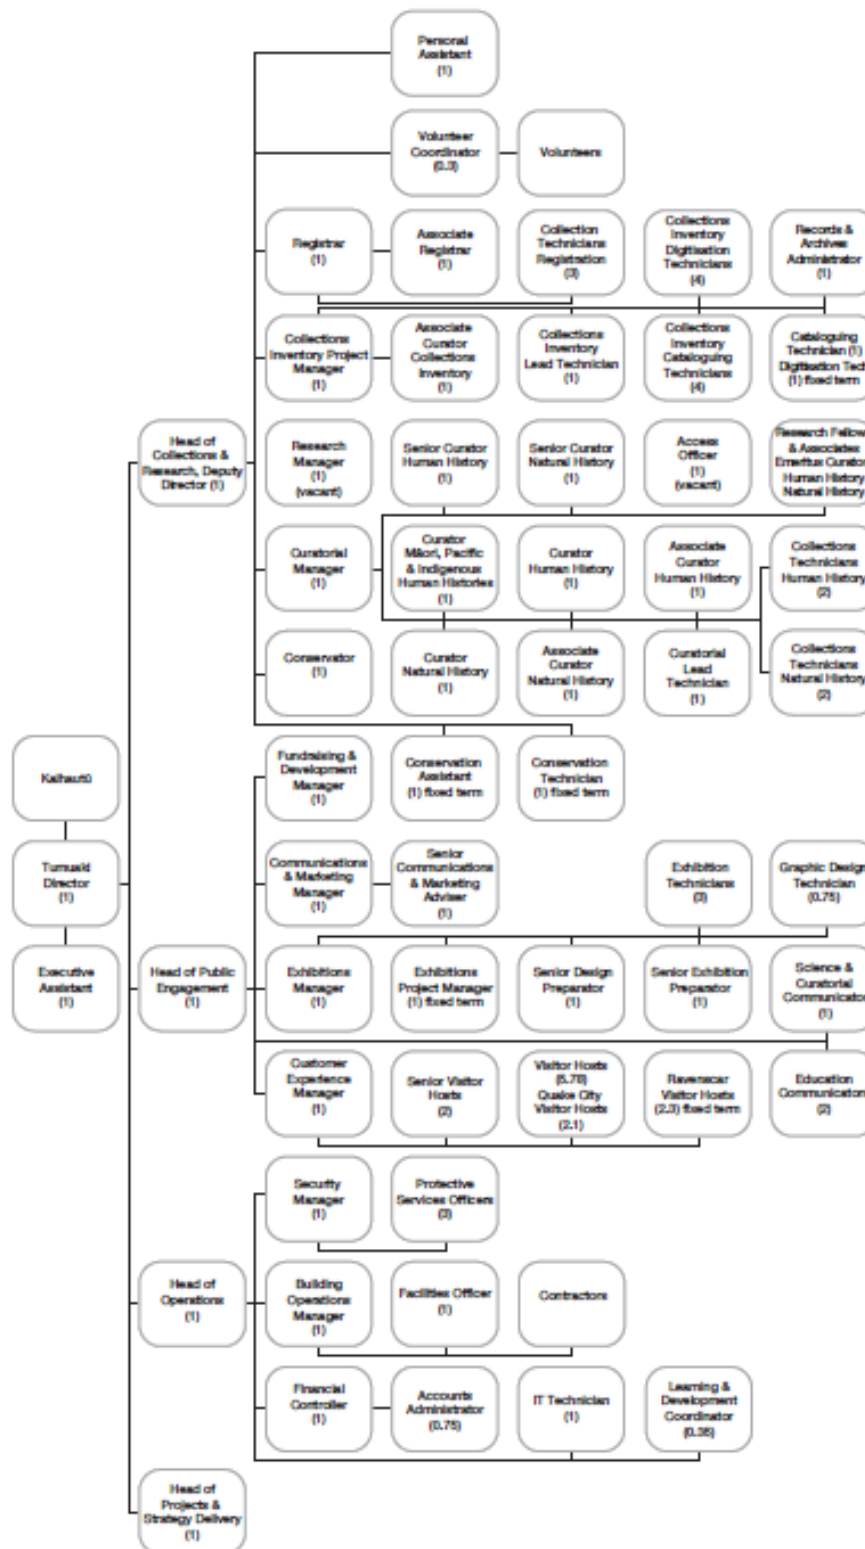 Personal
Assistant
(1)
Volunteer
Coordinator
(0.3)
Volunteers
Registrar
(1)
Associate
Registrar
(1)
Collection
Technicians
Registration
(3)
Collections
Inventory
Digitisation
Technicians
(4)
Records &
Archives
Administrator
(1)
Collections
Inventory Project
Manager
(1)
Associate
Curator
Collections
Inventory
(1)
Collections
Inventory
Lead Technician
(1)
Collections
Inventory
Cataloguing
Technicians
(4)
Cataloguing
Technician (1)
Digitisation Tech
(1) fixed term
Head of
Collections &
Research, Deputy
Director (1)
Research
Manager
(1)
(vacant)
Senior Curator
Human History
(1)
Senior Curator
Natural History
(1)
Access
Officer
(1)
(vacant)
Research Fellow
& Associates
Emeritus Curator
Human History
Natural History
Curatorial
Manager
(1)
Curator
Māori, Pacific
& Indigenous
Human Histories
(1)
Curator
Human History
(1)
Associate
Curator
Human History
(1)
Collections
Technicians
Human History
(2)
Conservator
(1)
Curator
Natural History
(1)
Associate
Curator
Natural History
(1)
Curatorial
Lead
Technician
(1)
Collections
Technicians
Natural History
(2)
Kaihautū
Fundraising &
Development
Manager
(1)
Conservation
Assistant
(1) fixed term
Conservation
Technician
(1) fixed term
Tumuaki
Director
(1)
Communications
& Marketing
Manager
(1)
Senior
Communications
& Marketing
Adviser
(1)
Exhibition
Technicians
(3)
Graphic Design
Technician
(0.75)
Executive
Assistant
(1)
Head of Public
Engagement
(1)
Exhibitions
Manager
(1)
Exhibitions
Project Manager
(1) fixed term
Senior Design
Preparator
(1)
Senior Exhibition
Preparator
(1)
Science &
Curatorial
Communicator
(1)
Customer
Experience
Manager
(1)
Senior Visitor
Hosts
(2)
Visitor Hosts
Quake City
Visitor Hosts
(2.1)
Ravenscar
Visitor Hosts
(2.3) fixed term
Education
Communicators
(2)
Security
Manager
(1)
Protective
Services Officers
(3)
Head of
Operations
(1)
Building
Operations
Manager
(1)
Facilities Officer
(1)
Contractors
Financial
Controller
(1)
Accounts
Administrator
(0.75)
IT Technician
(1)
Learning &
Development
Coordinator
Head of
Projects &
Strategy Delivery
(1)